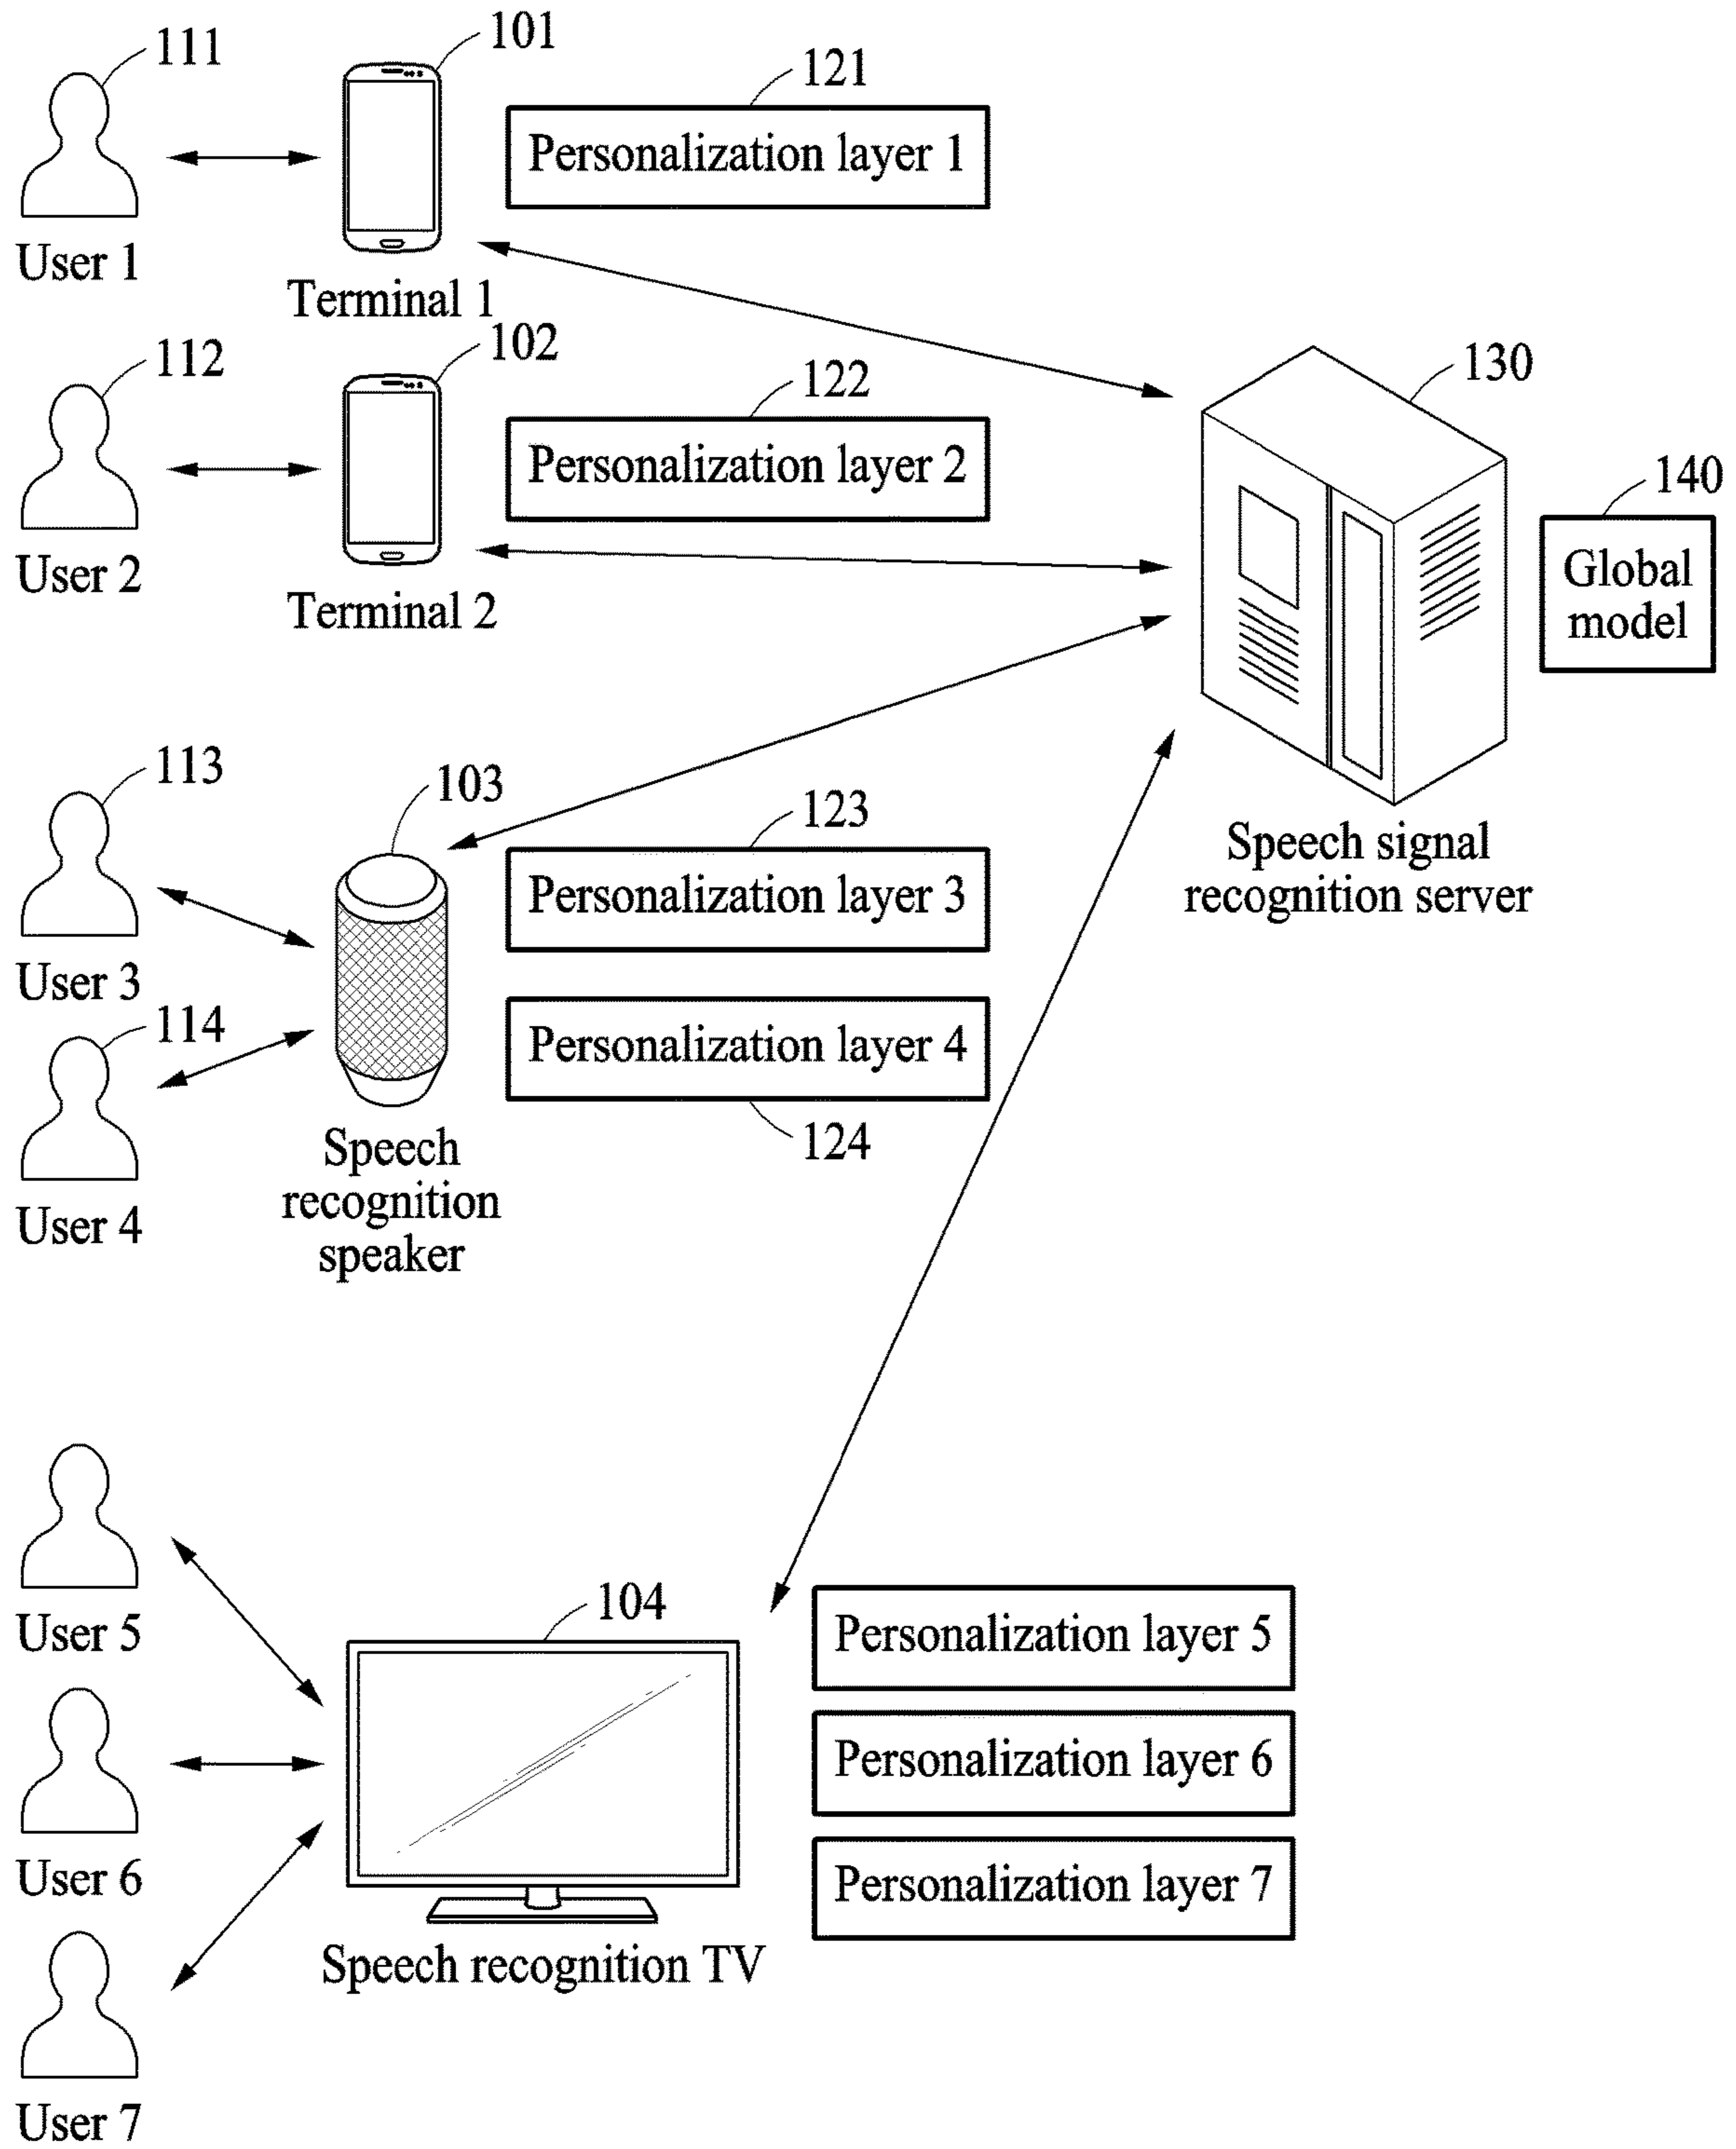 111
101
121
Personalization layer 1
User 1
Terminal 1
112
102
122
130
Personalization layer 2
140
Global
model
User 2
Terminal 2
113
103
123
Speech signal
recognition server
Personalization layer 3
User 3
114
Personalization layer 4
124
Speech
recognition
speaker
User 4
104
User 5
Personalization layer 5
Personalization layer 6
User 6
Personalization layer 7
Speech recognition TV
User 7